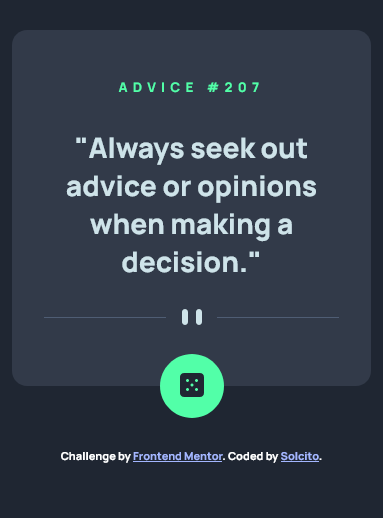 ADVICE #207
"Always seek out
advice or opinions
when making a
decision."
Challenge by Frontend Mentor. Coded by Solcito.